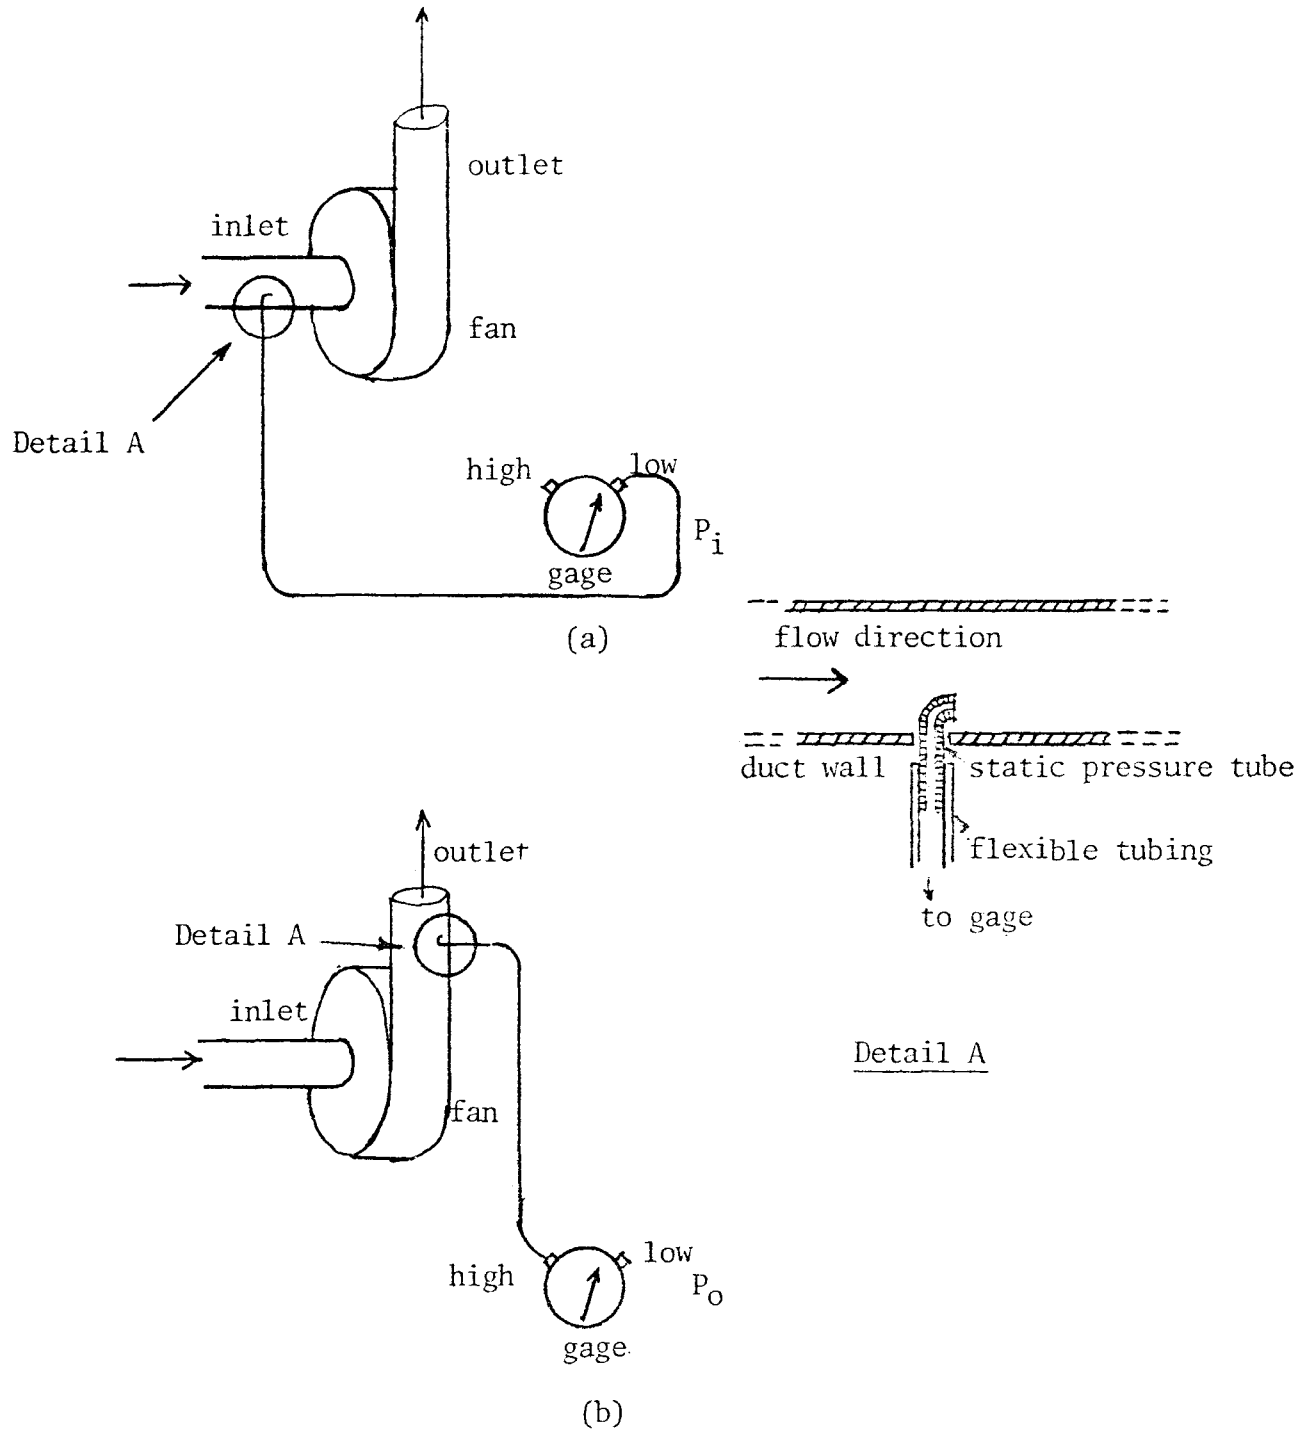 outlet
inlet
fan
Detail A
high
low
P_i
gage
(a)
flow direction
duct wall
static pressure tube
flexible tubing
to gage
outlet
Detail A
inlet
Detail A
fan
low
high
P_o
gage
(b)